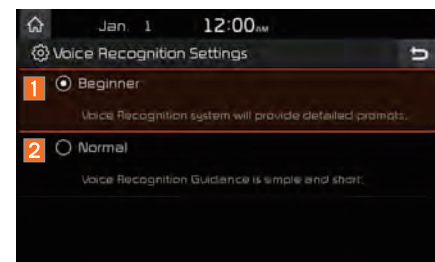 Jan. 1 12:00AM
Voice Recognition Settings
1 Beginner
Voice Recognition system will provide detailed prompts.
2 Normal
Voice Recognition Guidance is simple and short.